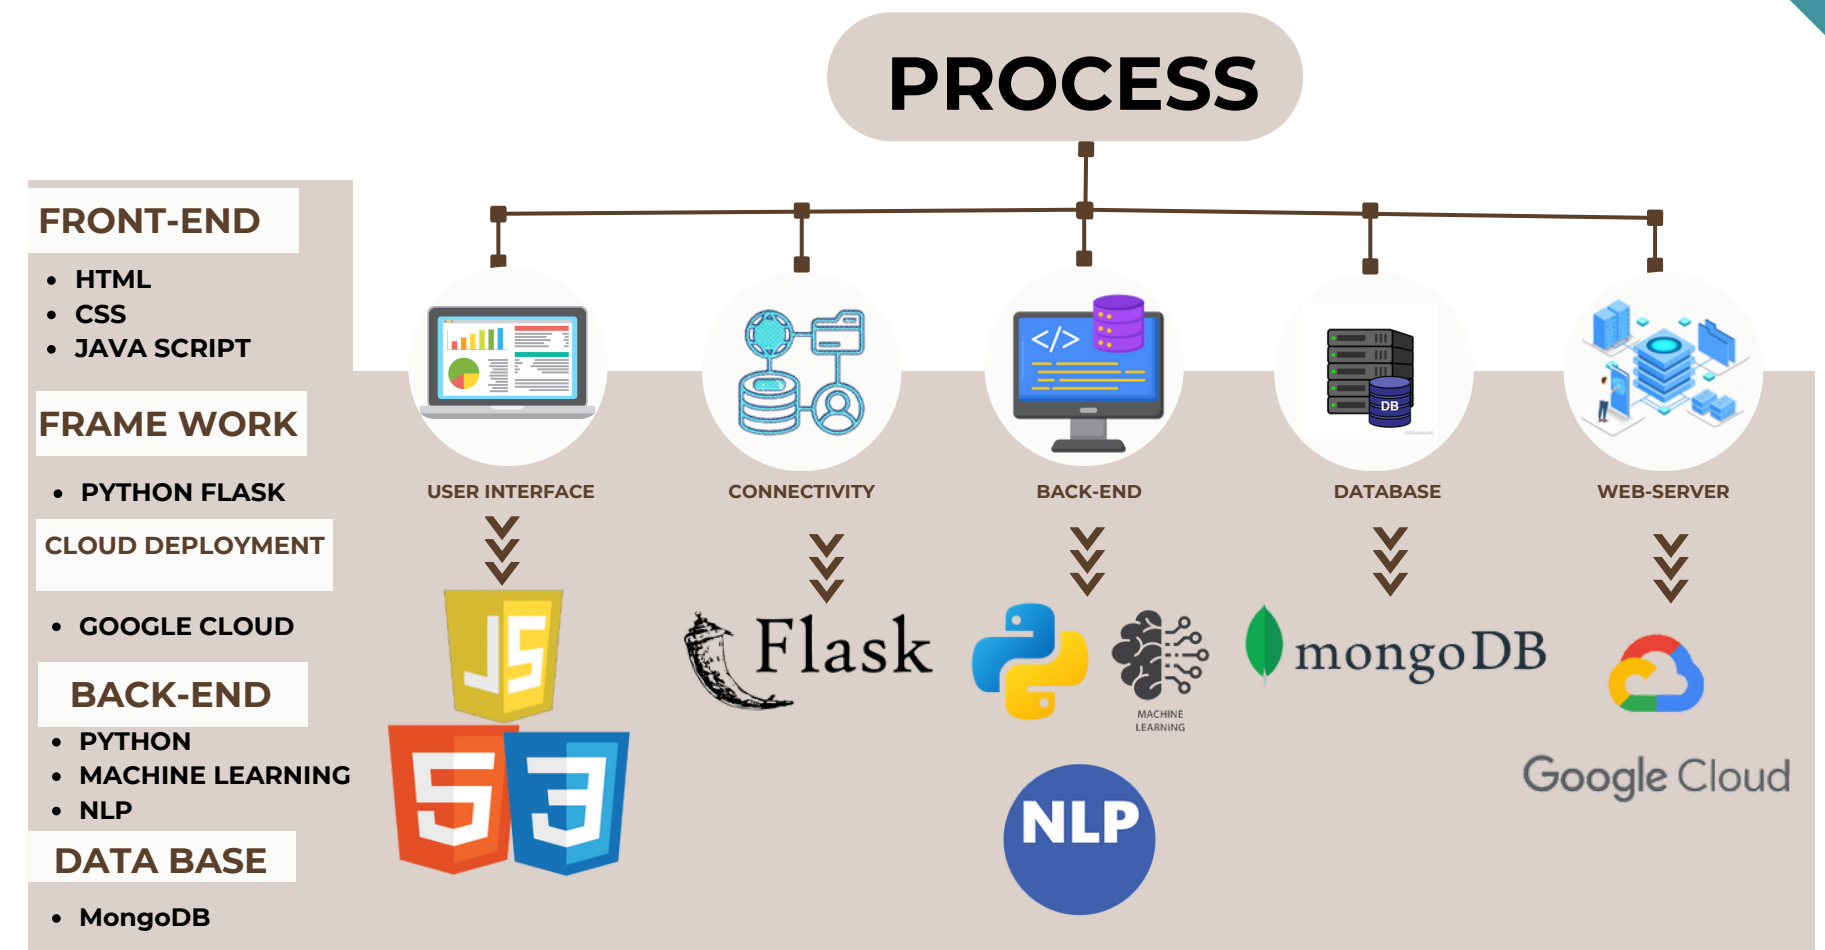 PROCESS
FRONT-END
• HTML
• CSS
• JAVA SCRIPT
FRAME WORK
• PYTHON FLASK
CLOUD DEPLOYMENT
• GOOGLE CLOUD
BACK-END
• PYTHON
• MACHINE LEARNING
• NLP
DATA BASE
• MongoDB
</>
DB
USER INTERFACE
CONNECTIVITY
BACK-END
DATABASE
WEB-SERVER
JS
5
3
Flask
MACHINE
LEARNING
NLP
mongoDB
Google Cloud